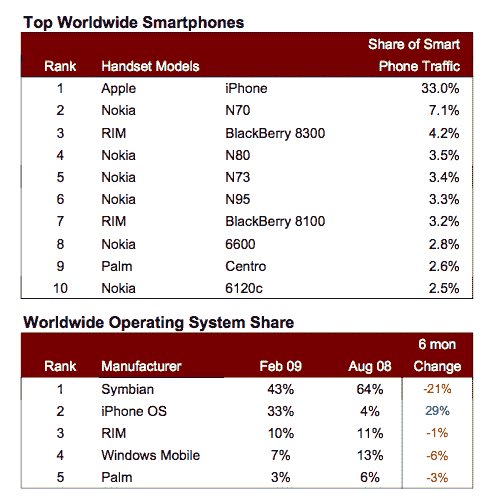 Top Worldwide Smartphones
Share of Smart
Rank Handset Models Phone Traffic
1 Apple iPhone 33.0%
2 Nokia N70 7.1%
3 RIM BlackBerry 8300 4.2%
4 Nokia N80 3.5%
5 Nokia N73 3.4%
6 Nokia N95 3.3%
7 RIM BlackBerry 8100 3.2%
8 Nokia 6600 2.8%
9 Palm Centro 2.6%
10 Nokia 6120c 2.5%
Worldwide Operating System Share
6 mon
Rank Manufacturer Feb 09 Aug 08 Change
1 Symbian 43% 64% -21%
2 iPhone OS 33% 4% 29%
3 RIM 10% 11% -1%
4 Windows Mobile 7% 13% -6%
5 Palm 3% 6% -3%